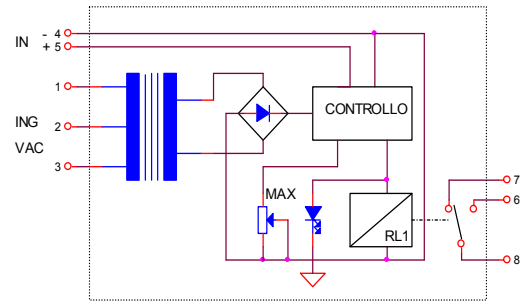 IN - 4
+ 5
1
ING 2
VAC 3
CONTROLLO
MAX
RL1
7
6
8